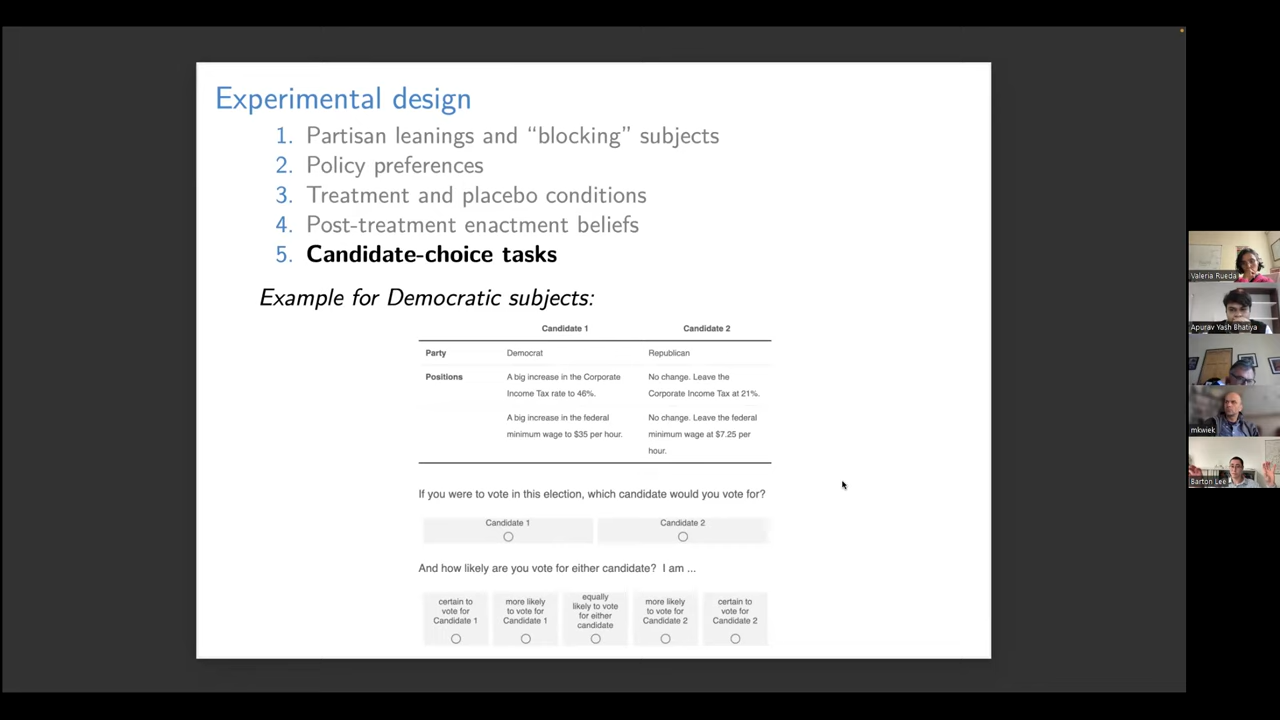 Experimental design
1. Partisan leanings and “blocking” subjects
2. Policy preferences
3. Treatment and placebo conditions
4. Post-treatment enactment beliefs
5. Candidate-choice tasks
Example for Democratic subjects:
Candidate 1 Candidate 2
Party Democrat Republican
Positions A big increase in the Corporate No change. Leave the
Income Tax rate to 46%. Corporate Income Tax at 21%.
A big increase in the federal No change. Leave the federal
minimum wage to $35 per hour. minimum wage at $7.25 per
hour.
If you were to vote in this election, which candidate would you vote for?
Candidate 1 Candidate 2
And how likely are you vote for either candidate? I am ...
certain to vote for Candidate 1
more likely to vote for Candidate 1
equally likely to vote for either candidate
more likely to vote for Candidate 2
certain to vote for Candidate 2
Valeria Rueda
Apurav Yash Bhatiya
mkwiek
Barton Lee